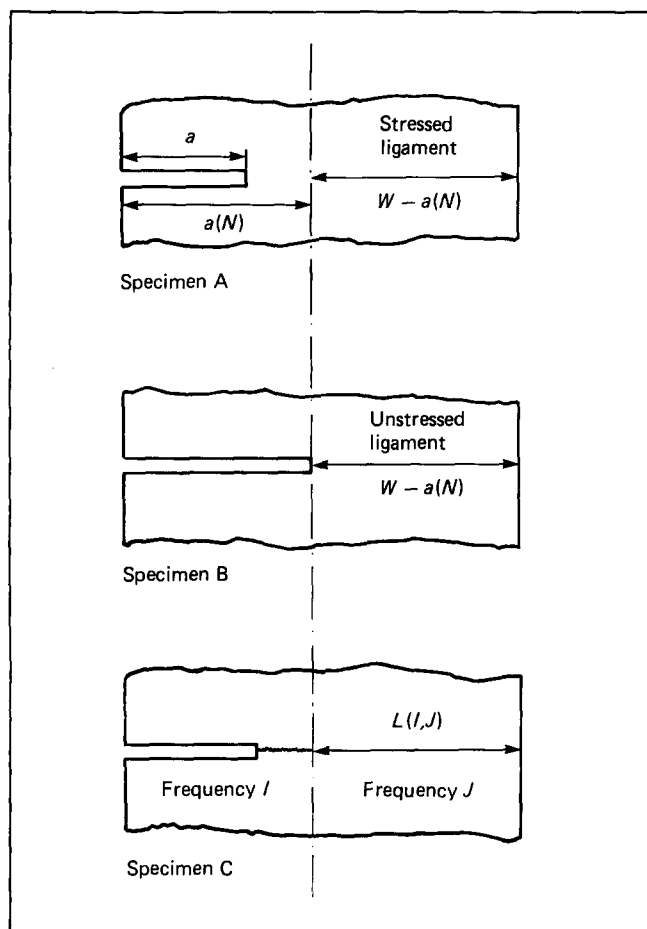 a
Stressed
ligament
W – a(N)
a(N)
Specimen A
Unstressed
ligament
W – a(N)
Specimen B
L(I,J)
Frequency I
Frequency J
Specimen C